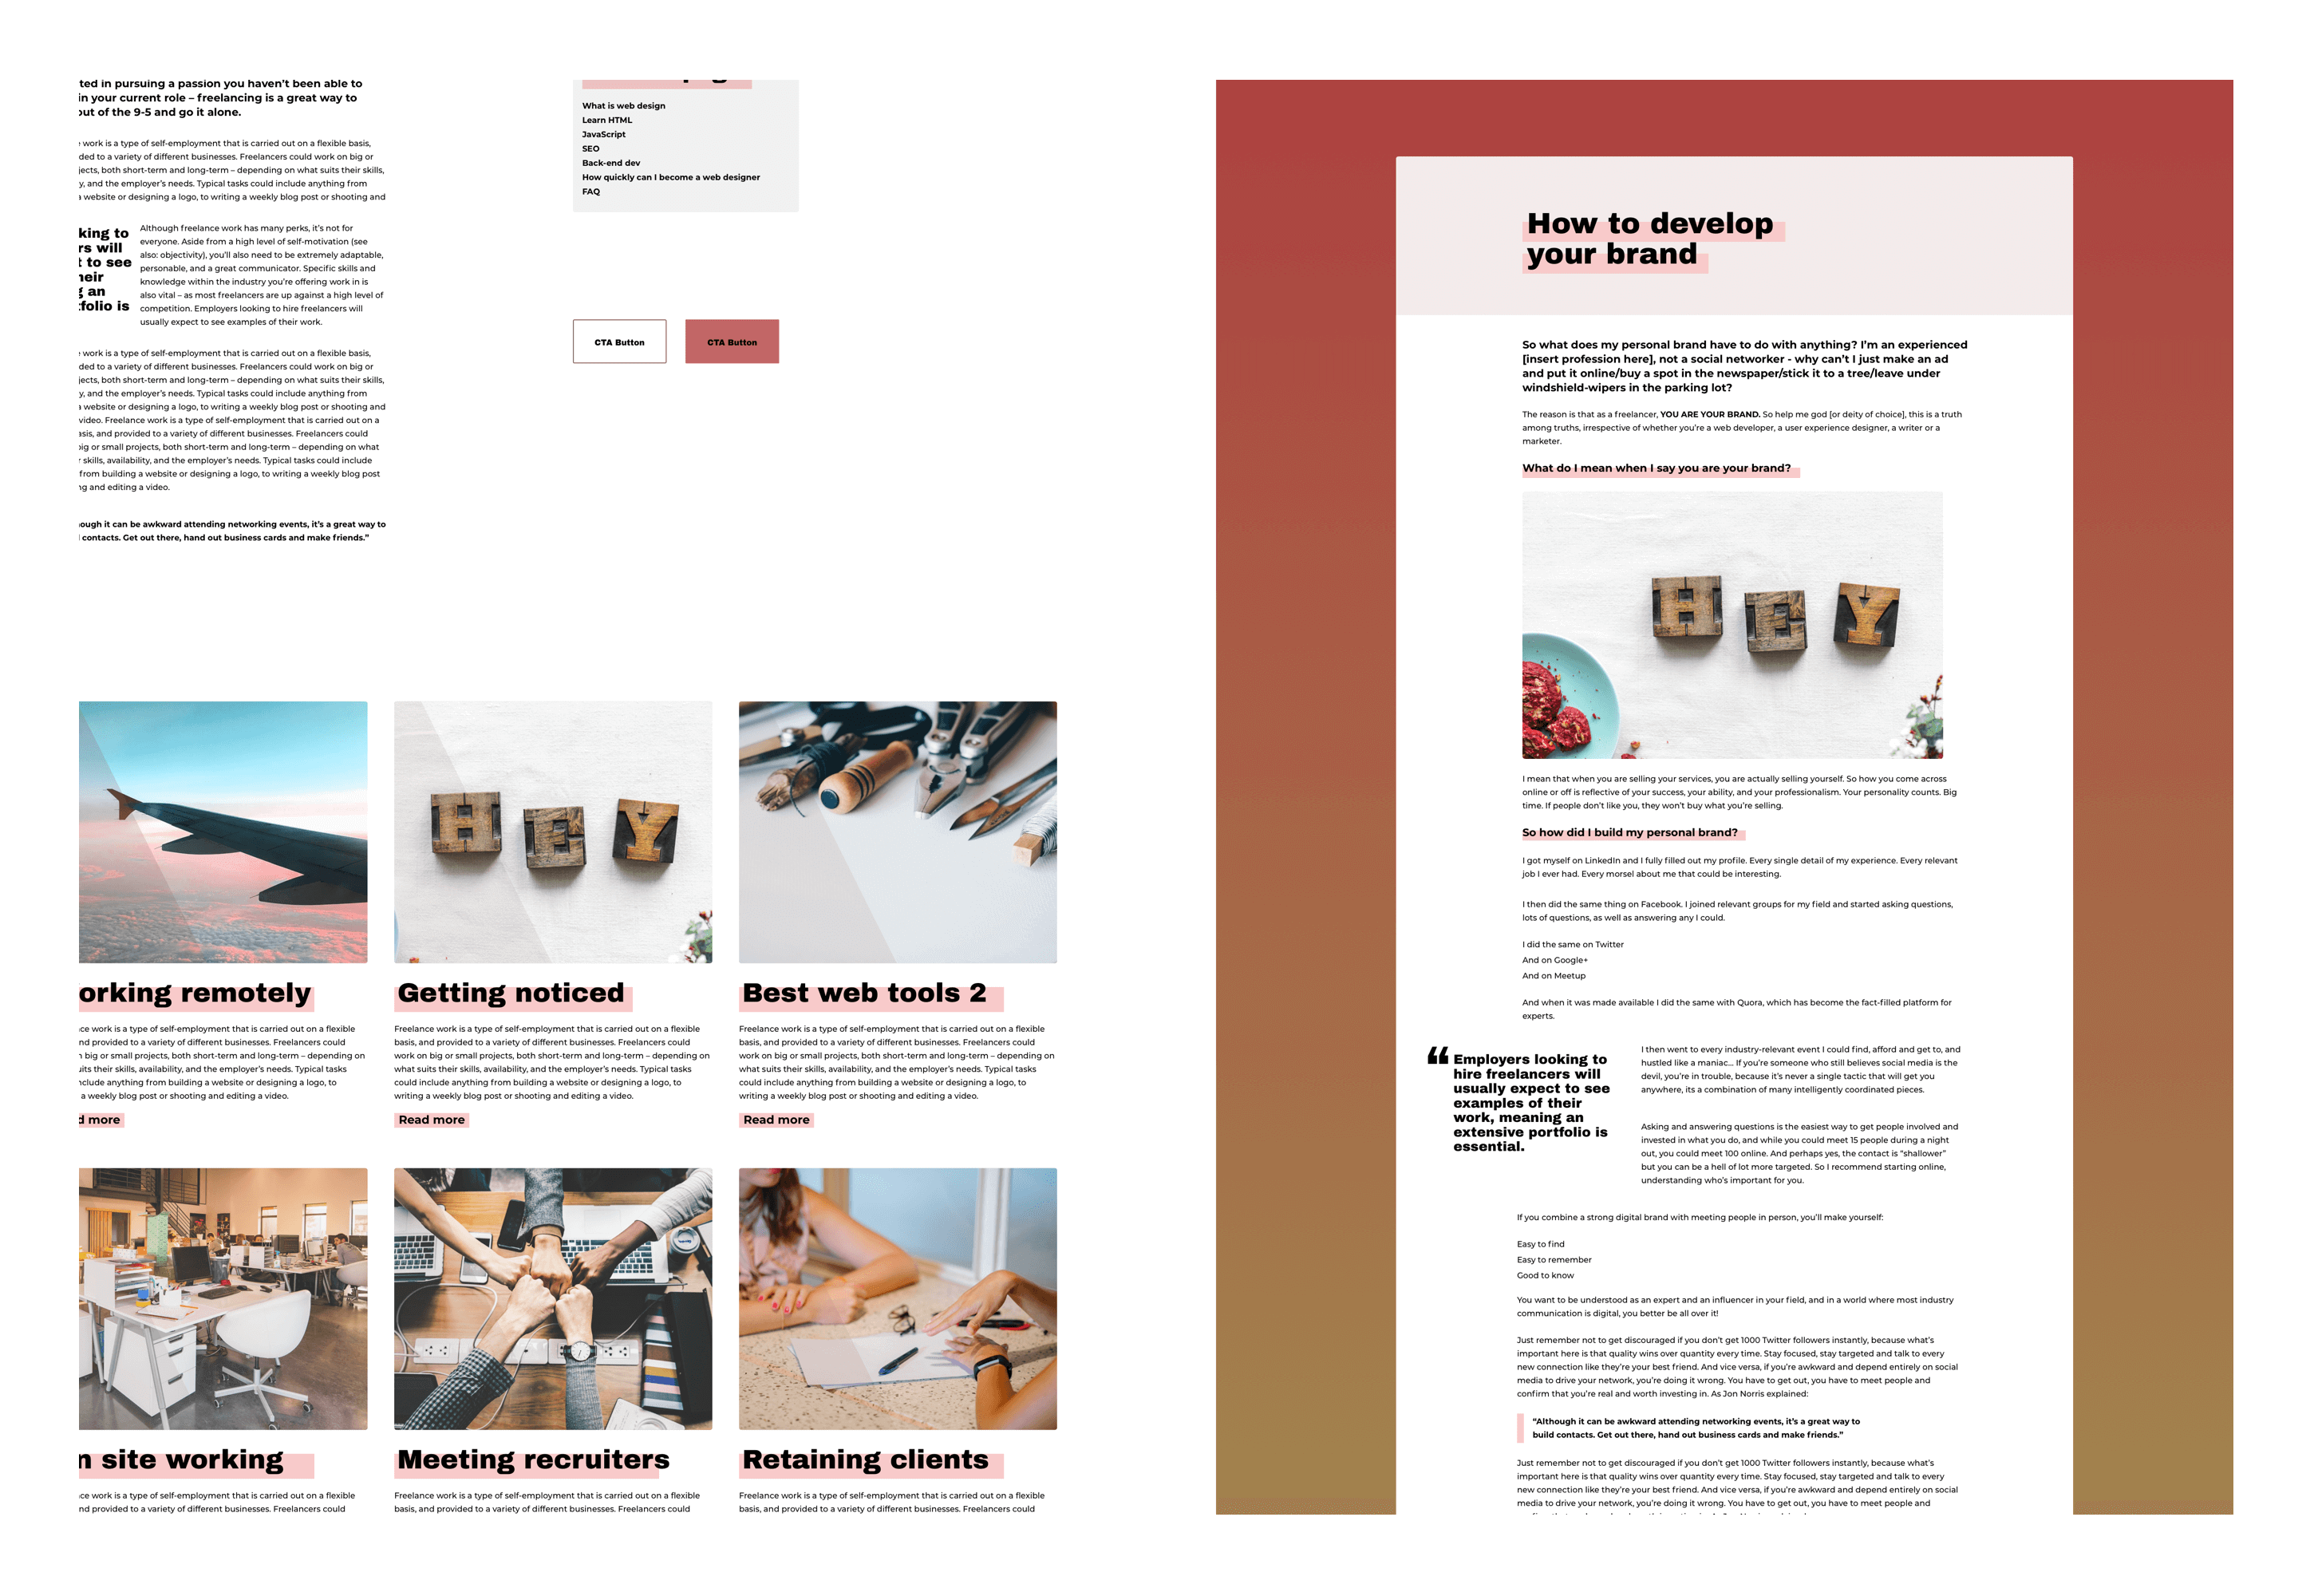 ted in pursuing a passion you haven’t been able to
in your current role – freelancing is a great way to
out of the 9-5 and go it alone.
work is a type of self-employment that is carried out on a flexible basis,
ded to a variety of different businesses. Freelancers could work on big or
jects, both short-term and long-term – depending on what suits their skills,
y, and the employer’s needs. Typical tasks could include anything from
a website or designing a logo, to writing a weekly blog post or shooting and
king to
rs will
t to see
heir
g an
tfolio is
Although freelance work has many perks, it’s not for
everyone. Aside from a high level of self-motivation (see
also: objectivity), you’ll also need to be extremely adaptable,
personable, and a great communicator. Specific skills and
knowledge within the industry you’re offering work in is
also vital – as most freelancers are up against a high level of
competition. Employers looking to hire freelancers will
usually expect to see examples of their work.
work is a type of self-employment that is carried out on a flexible basis,
ded to a variety of different businesses. Freelancers could work on big or
jects, both short-term and long-term – depending on what suits their skills,
y, and the employer’s needs. Typical tasks could include anything from
a website or designing a logo, to writing a weekly blog post or shooting and
video. Freelance work is a type of self-employment that is carried out on a
asis, and provided to a variety of different businesses. Freelancers could
big or small projects, both short-term and long-term – depending on what
skills, availability, and the employer’s needs. Typical tasks could include
from building a website or designing a logo, to writing a weekly blog post
ng and editing a video.
ough it can be awkward attending networking events, it’s a great way to
contacts. Get out there, hand out business cards and make friends.”
What is web design
Learn HTML
JavaScript
SEO
Back-end dev
How quickly can I become a web designer
FAQ
CTA Button
CTA Button
HEY
orking remotely
ce work is a type of self-employment that is carried out on a flexible
nd provided to a variety of different businesses. Freelancers could
n big or small projects, both short-term and long-term – depending on
uits their skills, availability, and the employer’s needs. Typical tasks
nclude anything from building a website or designing a logo, to
a weekly blog post or shooting and editing a video.
d more
Getting noticed
Freelance work is a type of self-employment that is carried out on a flexible
basis, and provided to a variety of different businesses. Freelancers could
work on big or small projects, both short-term and long-term – depending on
what suits their skills, availability, and the employer’s needs. Typical tasks
could include anything from building a website or designing a logo, to
writing a weekly blog post or shooting and editing a video.
Read more
Best web tools 2
Freelance work is a type of self-employment that is carried out on a flexible
basis, and provided to a variety of different businesses. Freelancers could
work on big or small projects, both short-term and long-term – depending on
what suits their skills, availability, and the employer’s needs. Typical tasks
could include anything from building a website or designing a logo, to
writing a weekly blog post or shooting and editing a video.
Read more
n site working
ce work is a type of self-employment that is carried out on a flexible
nd provided to a variety of different businesses. Freelancers could
Meeting recruiters
Freelance work is a type of self-employment that is carried out on a flexible
basis, and provided to a variety of different businesses. Freelancers could
Retaining clients
Freelance work is a type of self-employment that is carried out on a flexible
basis, and provided to a variety of different businesses. Freelancers could
How to develop
your brand
So what does my personal brand have to do with anything? I’m an experienced
[insert profession here], not a social networker - why can’t I just make an ad
and put it online/buy a spot in the newspaper/stick it to a tree/leave under
windshield-wipers in the parking lot?
The reason is that as a freelancer, YOU ARE YOUR BRAND. So help me god [or deity of choice], this is a truth
among truths, irrespective of whether you’re a web developer, a user experience designer, a writer or a
marketer.
What do I mean when I say you are your brand?
HEY
I mean that when you are selling your services, you are actually selling yourself. So how you come across
online or off is reflective of your success, your ability, and your professionalism. Your personality counts. Big
time. If people don’t like you, they won’t buy what you’re selling.
So how did I build my personal brand?
I got myself on LinkedIn and I fully filled out my profile. Every single detail of my experience. Every relevant
job I ever had. Every morsel about me that could be interesting.
I then did the same thing on Facebook. I joined relevant groups for my field and started asking questions,
lots of questions, as well as answering any I could.
I did the same on Twitter
And on Google+
And on Meetup
And when it was made available I did the same with Quora, which has become the fact-filled platform for
experts.
“ Employers looking to
hire freelancers will
usually expect to see
examples of their
work, meaning an
extensive portfolio is
essential.
I then went to every industry-relevant event I could find, afford and get to, and
hustled like a maniac... If you’re someone who still believes social media is the
devil, you’re in trouble, because it’s never a single tactic that will get you
anywhere, its a combination of many intelligently coordinated pieces.
Asking and answering questions is the easiest way to get people involved and
invested in what you do, and while you could meet 15 people during a night
out, you could meet 100 online. And perhaps yes, the contact is “shallower”
but you can be a hell of lot more targeted. So I recommend starting online,
understanding who’s important for you.
If you combine a strong digital brand with meeting people in person, you’ll make yourself:
Easy to find
Easy to remember
Good to know
You want to be understood as an expert and an influencer in your field, and in a world where most industry
communication is digital, you better be all over it!
Just remember not to get discouraged if you don’t get 1000 Twitter followers instantly, because what’s
important here is that quality wins over quantity every time. Stay focused, stay targeted and talk to every
new connection like they’re your best friend. And vice versa, if you’re awkward and depend entirely on social
media to drive your network, you’re doing it wrong. You have to get out, you have to meet people and
confirm that you’re real and worth investing in. As Jon Norris explained:
“Although it can be awkward attending networking events, it’s a great way to
build contacts. Get out there, hand out business cards and make friends.”
Just remember not to get discouraged if you don’t get 1000 Twitter followers instantly, because what’s
important here is that quality wins over quantity every time. Stay focused, stay targeted and talk to every
new connection like they’re your best friend. And vice versa, if you’re awkward and depend entirely on social
media to drive your network, you’re doing it wrong. You have to get out, you have to meet people and